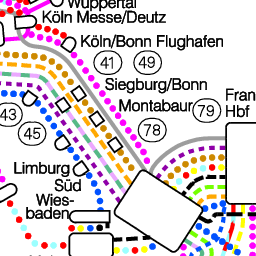 Wuppertal
Köln Messe/Deutz
Köln/Bonn Flughafen
41 49
Siegburg/Bonn
Montabaur 79 Fran
78 Hbf
43
45
Limburg
Süd
Wies-
baden